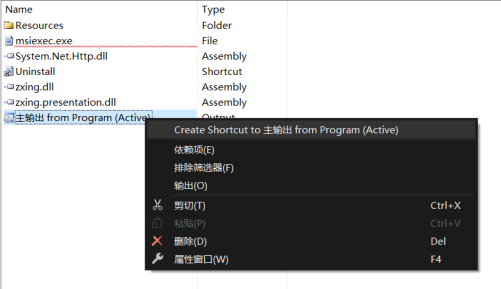 Name Type
Resources Folder
msiexec.exe File
System.Net.Http.dll Assembly
Uninstall Shortcut
zxing.dll Assembly
zxing.presentation.dll Assembly
主输出 from Program (Active) Output
Create Shortcut to 主输出 from Program (Active)
依赖项(E)
排除筛选器(F)
输出(O)
剪切(T) Ctrl+X
粘贴(P) Ctrl+V
删除(D) Del
属性窗口(W) F4